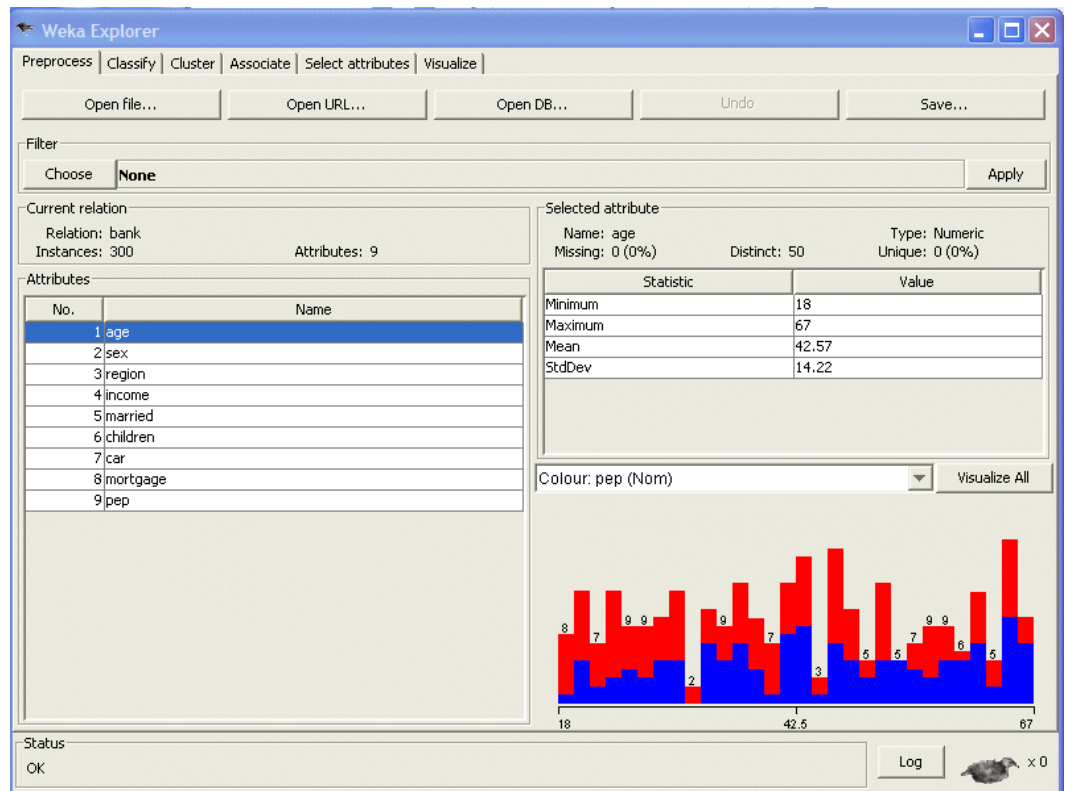 Weka Explorer
Preprocess Classify Cluster Associate Select attributes Visualize
Open file... Open URL... Open DB... Undo Save...
Filter
Choose None Apply
Current relation
Relation: bank
Instances: 300 Attributes: 9
Attributes
No. Name
1 age
2 sex
3 region
4 income
5 married
6 children
7 car
8 mortgage
9 pep
Selected attribute
Name: age Type: Numeric
Missing: 0 (0%) Distinct: 50 Unique: 0 (0%)
Statistic Value
Minimum 18
Maximum 67
Mean 42.57
StdDev 14.22
Colour: pep (Nom) Visualize All
8 7 9 9 2 9 7 3 5 5 7 9 9 6 5
18 42.5 67
Status
OK
Log x 0